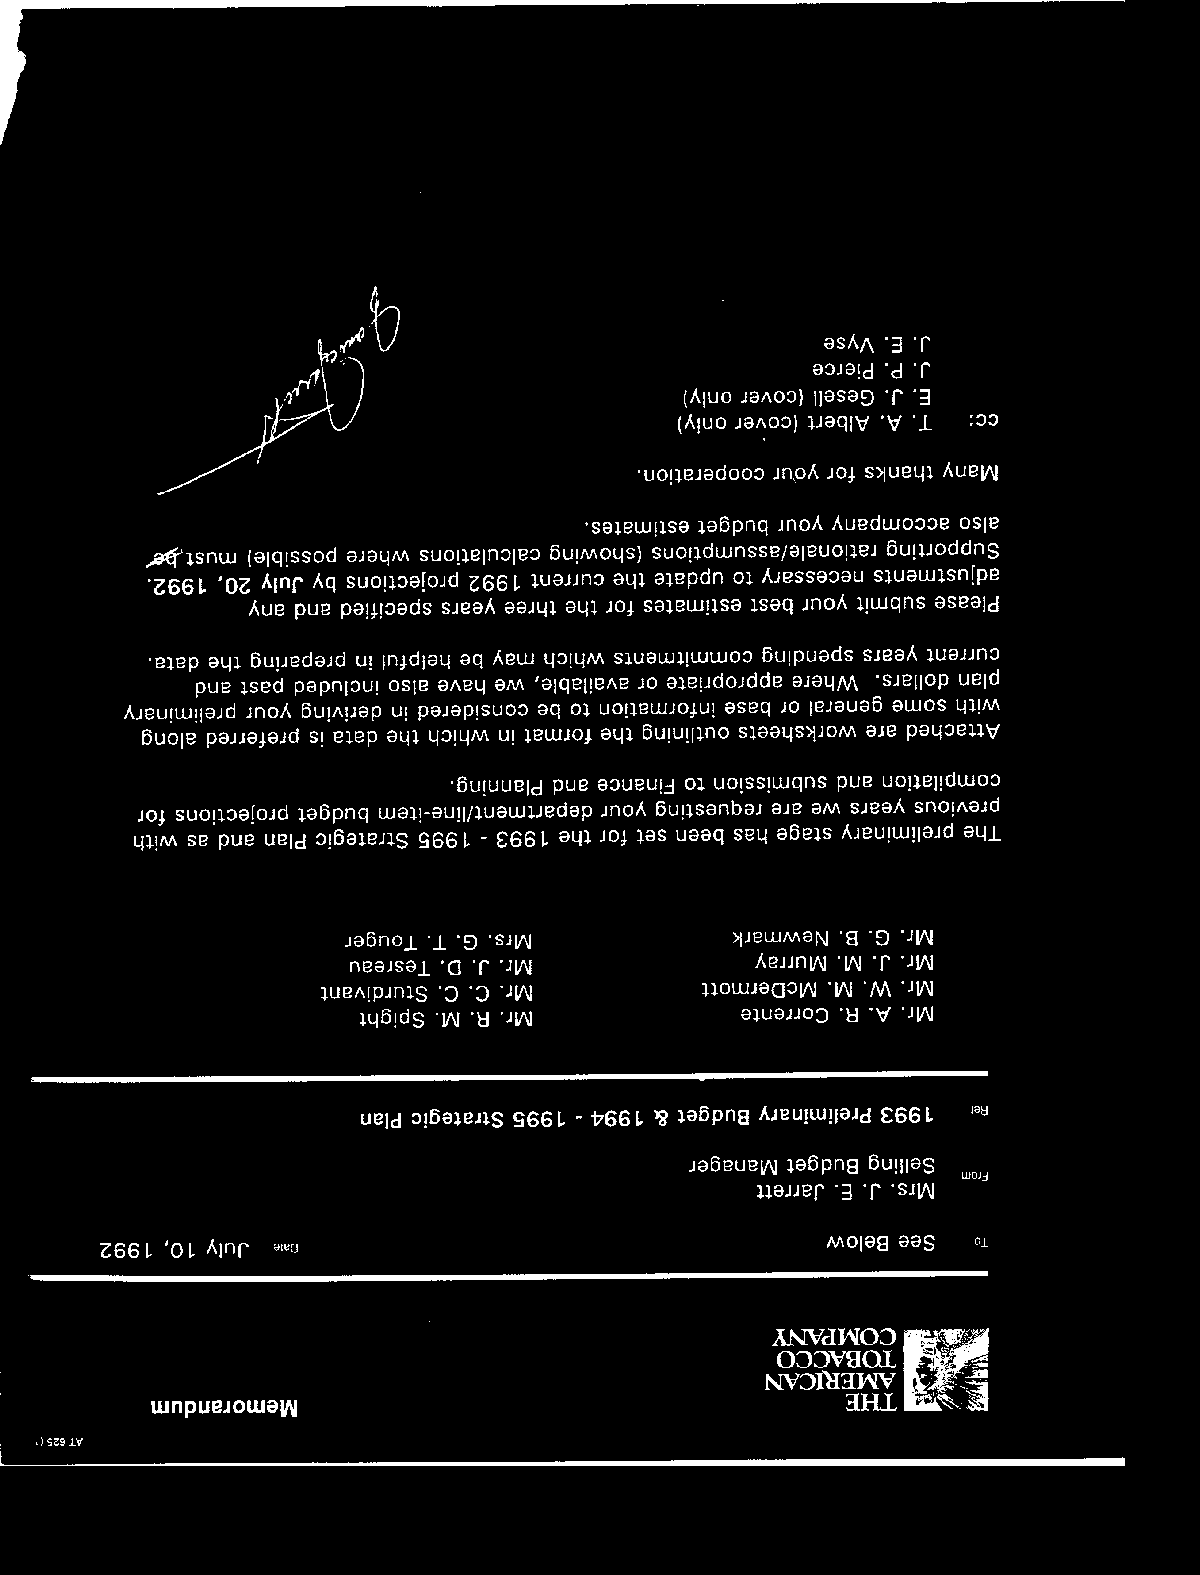 AT 625 (
THE
AMERICAN
TOBACCO
COMPANY
Memorandum
To See Below Date July 10, 1992
From Mrs. J. E. Jarrett
Selling Budget Manager
Re: 1993 Preliminary Budget & 1994 - 1995 Strategic Plan
Mr. A. R. Corrente Mr. R. M. Spight
Mr. W. M. McDermott Mr. C. C. Sturdivant
Mr. J. M. Murray Mr. J. D. Tesreau
Mr. G. B. Newmark Mrs. G. T. Touger
The preliminary stage has been set for the 1993 - 1995 Strategic Plan and as with
previous years we are requesting your department/line-item budget projections for
compilation and submission to Finance and Planning.
Attached are worksheets outlining the format in which the data is preferred along
with some general or base information to be considered in deriving your preliminary
plan dollars. Where appropriate or available, we have also included past and
current years spending commitments which may be helpful in preparing the data.
Please submit your best estimates for the three years specified and any
adjustments necessary to update the current 1992 projections by July 20, 1992.
Supporting rationale/assumptions (showing calculations where possible) must be
also accompany your budget estimates.
Many thanks for your cooperation.
cc: T. A. Albert (cover only)
E. J. Gesell (cover only)
J. P. Pierce
J. E. Vyse